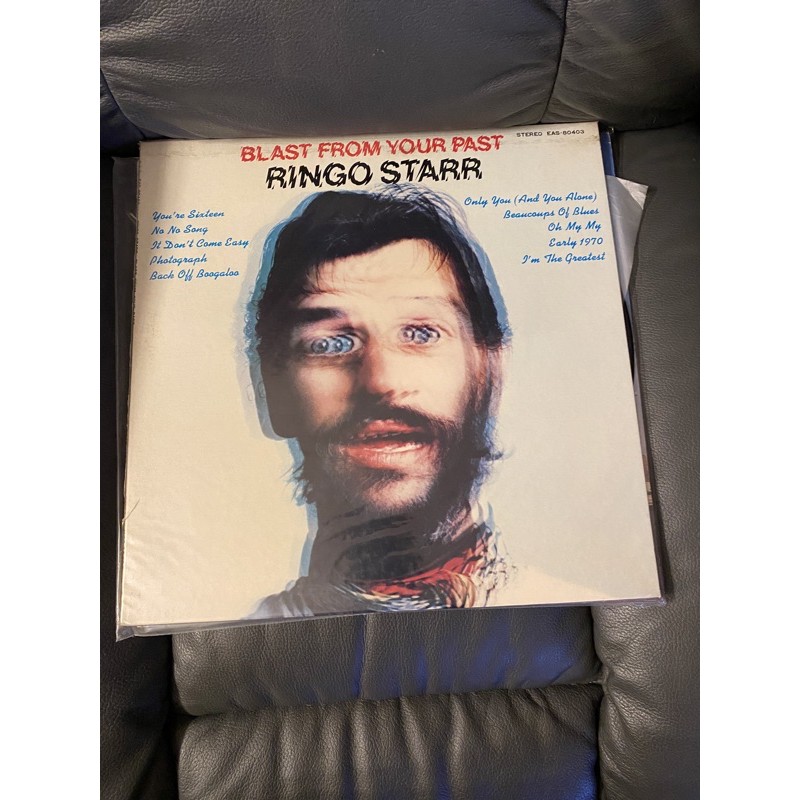 STEREO EAS-80403
BLAST FROM YOUR PAST
RINGO STARR
You're Sixteen
No No Song
It Don't Come Easy
Photograph
Back Off Boogaloo
Only You (And You Alone)
Beaucoups Of Blues
Oh My My
Early 1970
I'm The Greatest